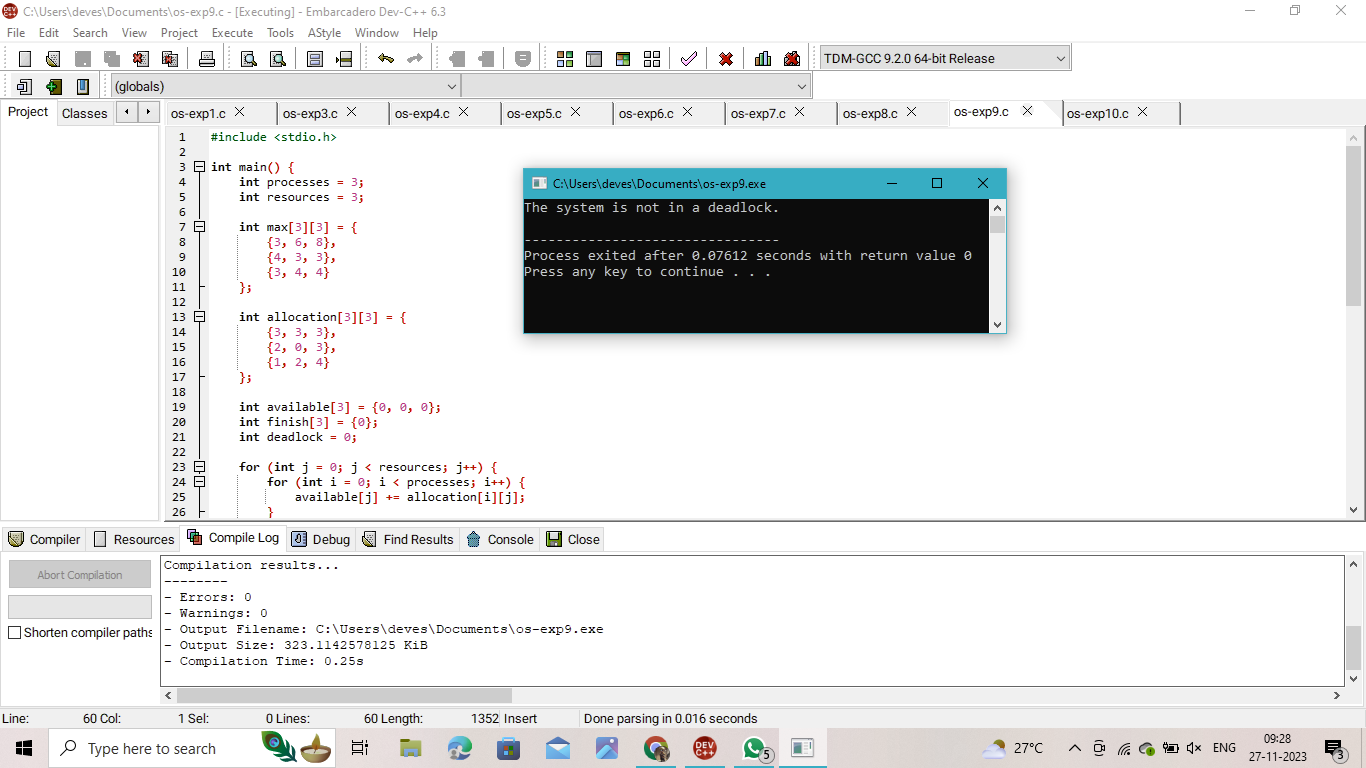 C:\Users\deves\Documents\os-exp9.c - [Executing] - Embarcadero Dev-C++ 6.3
File Edit Search View Project Execute Tools AStyle Window Help
TDM-GCC 9.2.0 64-bit Release
(globals)
Project Classes os-exp1.c os-exp3.c os-exp4.c os-exp5.c os-exp6.c os-exp7.c os-exp8.c os-exp9.c os-exp10.c
1 #include <stdio.h>
2
3 int main() {
4 int processes = 3;
5 int resources = 3;
6
7 int max[3][3] = {
8 {3, 6, 8},
9 {4, 3, 3},
10 {3, 4, 4}
11 };
12
13 int allocation[3][3] = {
14 {3, 3, 3},
15 {2, 0, 3},
16 {1, 2, 4}
17 };
18
19 int available[3] = {0, 0, 0};
20 int finish[3] = {0};
21 int deadlock = 0;
22
23 for (int j = 0; j < resources; j++) {
24 for (int i = 0; i < processes; i++) {
25 available[j] += allocation[i][j];
26 }
C:\Users\deves\Documents\os-exp9.exe
The system is not in a deadlock.
--------------------------------
Process exited after 0.07612 seconds with return value 0
Press any key to continue . . .
Compiler Resources Compile Log Debug Find Results Console Close
Abort Compilation
Shorten compiler paths
Compilation results...
--------
- Errors: 0
- Warnings: 0
- Output Filename: C:\Users\deves\Documents\os-exp9.exe
- Output Size: 323.1142578125 KiB
- Compilation Time: 0.25s
Line: 60 Col: 1 Sel: 0 Lines: 60 Length: 1352 Insert Done parsing in 0.016 seconds
Type here to search
DEV C++
5
27°C
ENG
09:28
27-11-2023
3